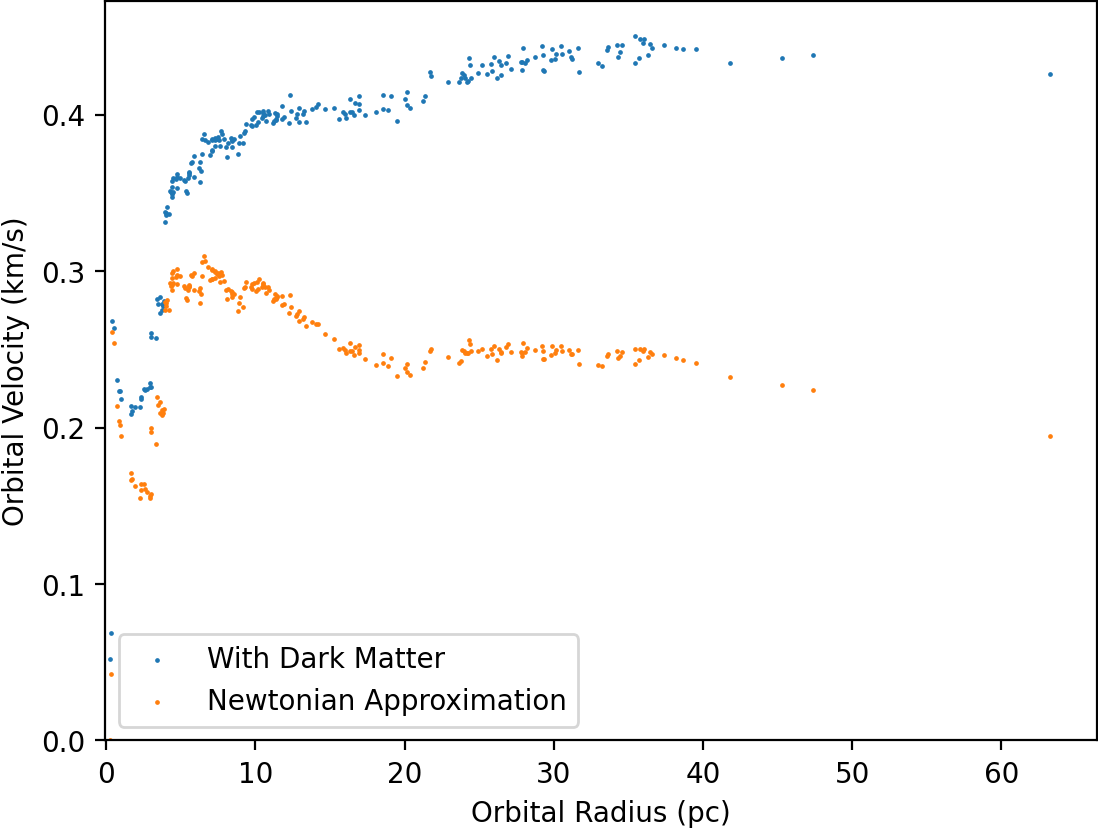 0.4
0.3
0.2
0.1
0.0
Orbital Velocity (km/s)
With Dark Matter
Newtonian Approximation
0 10 20 30 40 50 60
Orbital Radius (pc)